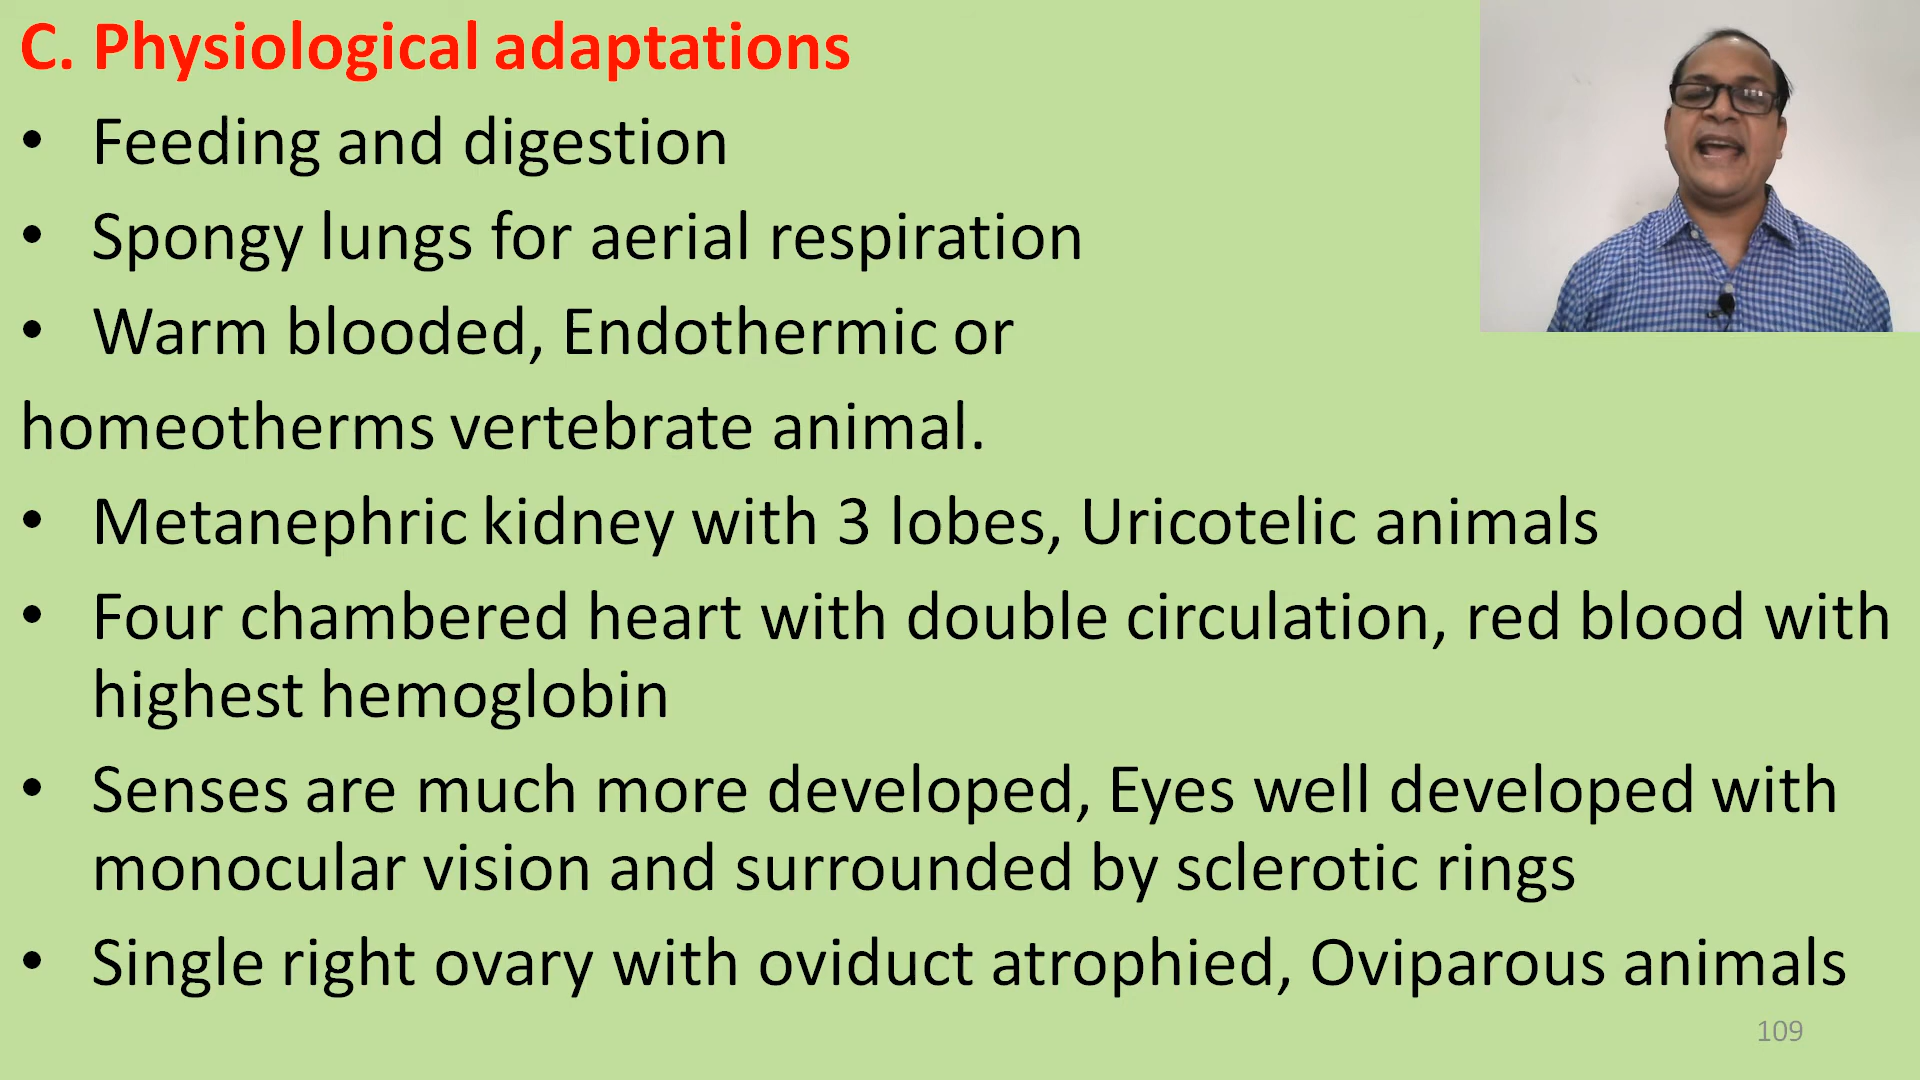 C. Physiological adaptations
• Feeding and digestion
• Spongy lungs for aerial respiration
• Warm blooded, Endothermic or
homeotherms vertebrate animal.
• Metanephric kidney with 3 lobes, Uricotelic animals
• Four chambered heart with double circulation, red blood with
highest hemoglobin
• Senses are much more developed, Eyes well developed with
monocular vision and surrounded by sclerotic rings
• Single right ovary with oviduct atrophied, Oviparous animals
109